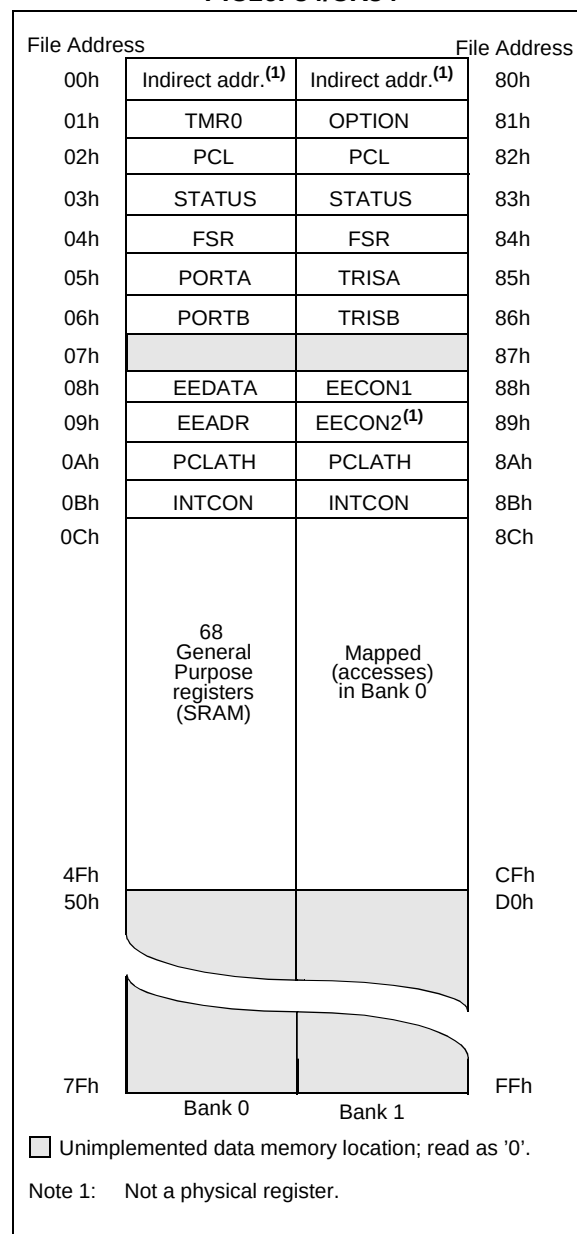 File Address File Address
00h Indirect addr.(1) Indirect addr.(1) 80h
01h TMR0 OPTION 81h
02h PCL PCL 82h
03h STATUS STATUS 83h
04h FSR FSR 84h
05h PORTA TRISA 85h
06h PORTB TRISB 86h
07h 87h
08h EEDATA EECON1 88h
09h EEADR EECON2(1) 89h
0Ah PCLATH PCLATH 8Ah
0Bh INTCON INTCON 8Bh
0Ch 8Ch
68
General
Purpose
registers
(SRAM)
Mapped
(accesses)
in Bank 0
4Fh CFh
50h D0h
7Fh FFh
Bank 0 Bank 1
Unimplemented data memory location; read as '0'.
Note 1: Not a physical register.